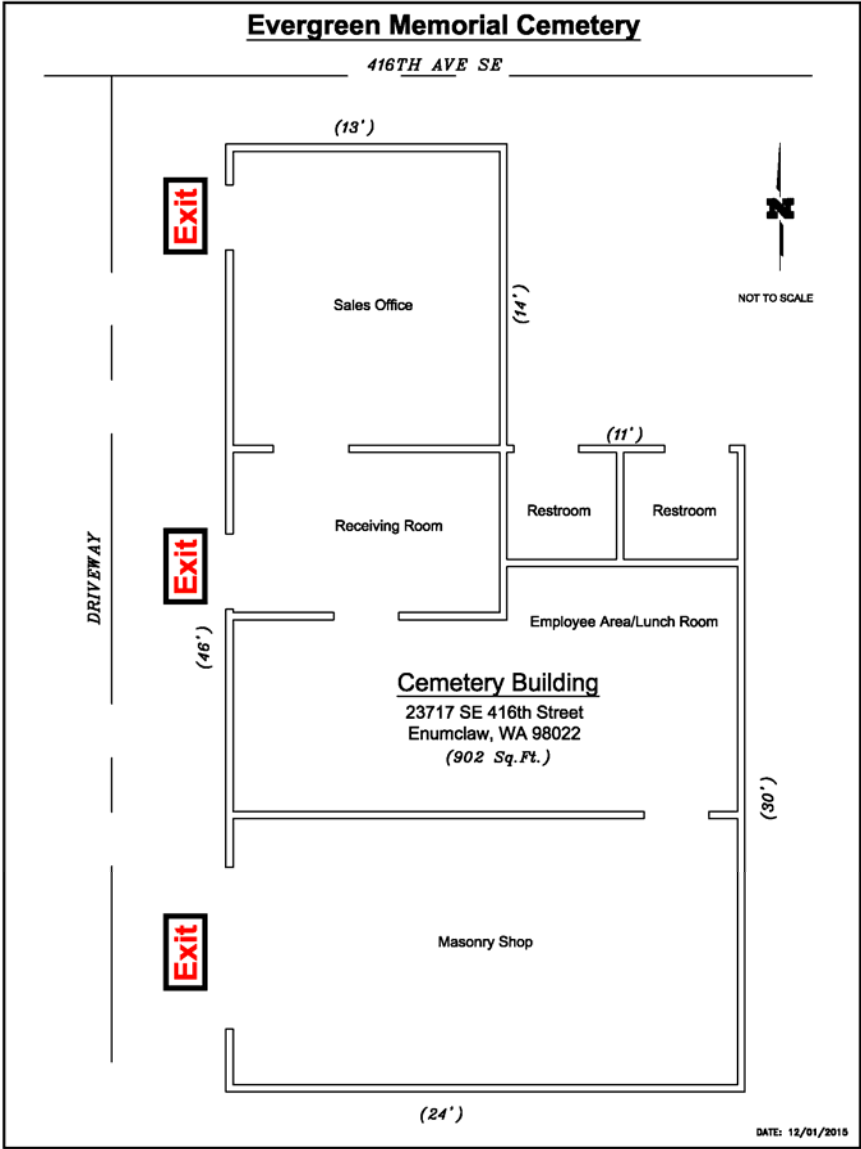 Evergreen Memorial Cemetery
416TH AVE SE
(13')
Exit
N
NOT TO SCALE
Sales Office
(14')
(11')
Receiving Room
Restroom
Restroom
Exit
DRIVEWAY
(46')
Employee Area/Lunch Room
Cemetery Building
23717 SE 416th Street
Enumclaw, WA 98022
(902 Sq.Ft.)
(30')
Exit
Masonry Shop
(24')
DATE: 12/01/2015